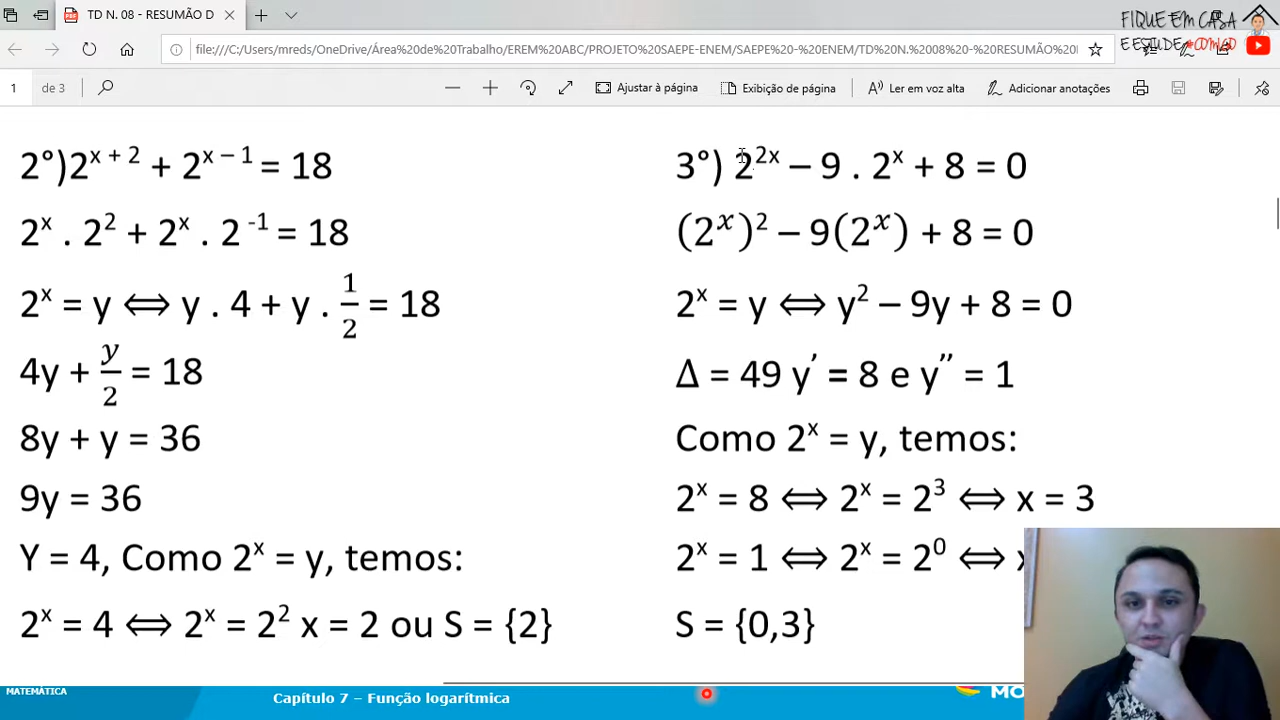 TD N. 08 - RESUMÃO D
FIQUE EM CASA
E ESTUDE
file:///C:/Users/mreds/OneDrive/Área%20de%20Trabalho/EREM%20ABC/PROJETO%20SAEPE-ENEM/SAEPE%20-%20ENEM/TD%20N.%2008%20-%20RESUMÃO%20
1 de 3
Ajustar à página
Exibição de página
Ler em voz alta
Adicionar anotações
2°)2^{x + 2} + 2^{x – 1} = 18
2^x . 2^2 + 2^x . 2^{-1} = 18
2^x = y ⟺ y . 4 + y . 1/2 = 18
4y + y/2 = 18
8y + y = 36
9y = 36
Y = 4, Como 2^x = y, temos:
2^x = 4 ⟺ 2^x = 2^2 x = 2 ou S = {2}
3°) 2^{2x} – 9 . 2^x + 8 = 0
(2^x)^2 – 9(2^x) + 8 = 0
2^x = y ⟺ y^2 – 9y + 8 = 0
Δ = 49 y′ = 8 e y″ = 1
Como 2^x = y, temos:
2^x = 8 ⟺ 2^x = 2^3 ⟺ x = 3
2^x = 1 ⟺ 2^x = 2^0 ⟺ x
S = {0,3}
MATEMÁTICA
Capítulo 7 – Função logarítmica